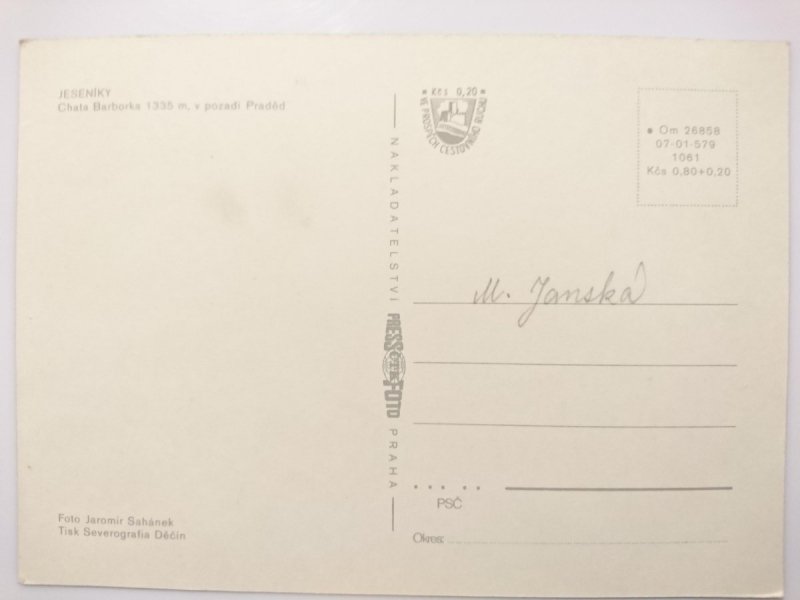 JESENÍKY
Chata Barborka 1335 m, v pozadí Praděd
Foto Jaromír Sahánek
Tisk Severografia Děčín
NAKLADATELSTVÍ
PRESSFOTO
PRAHA
Kčs 0,20
VE PROSPĚCH CESTOVNÍHO RUCHU
Om 26858
07-01-579
1061
Kčs 0,80+0,20
M. Janská
PSČ
Okres: